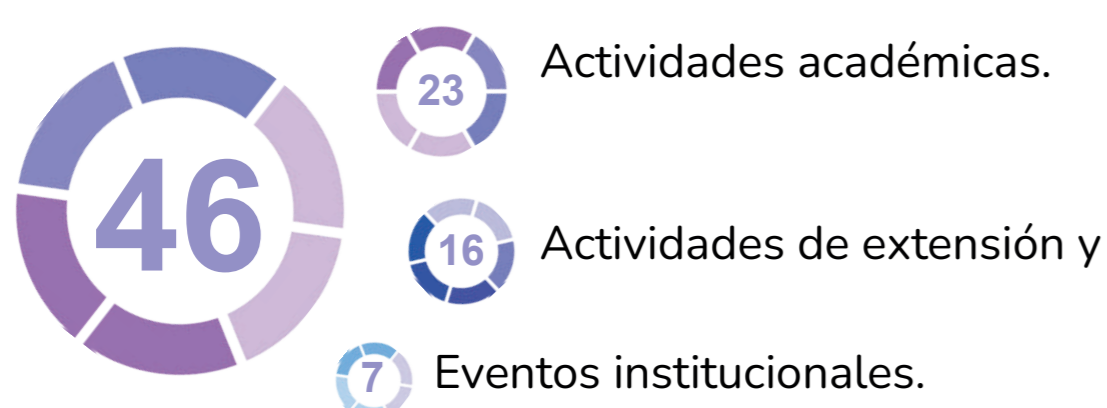 46
23 Actividades académicas.
16 Actividades de extensión y
7 Eventos institucionales.